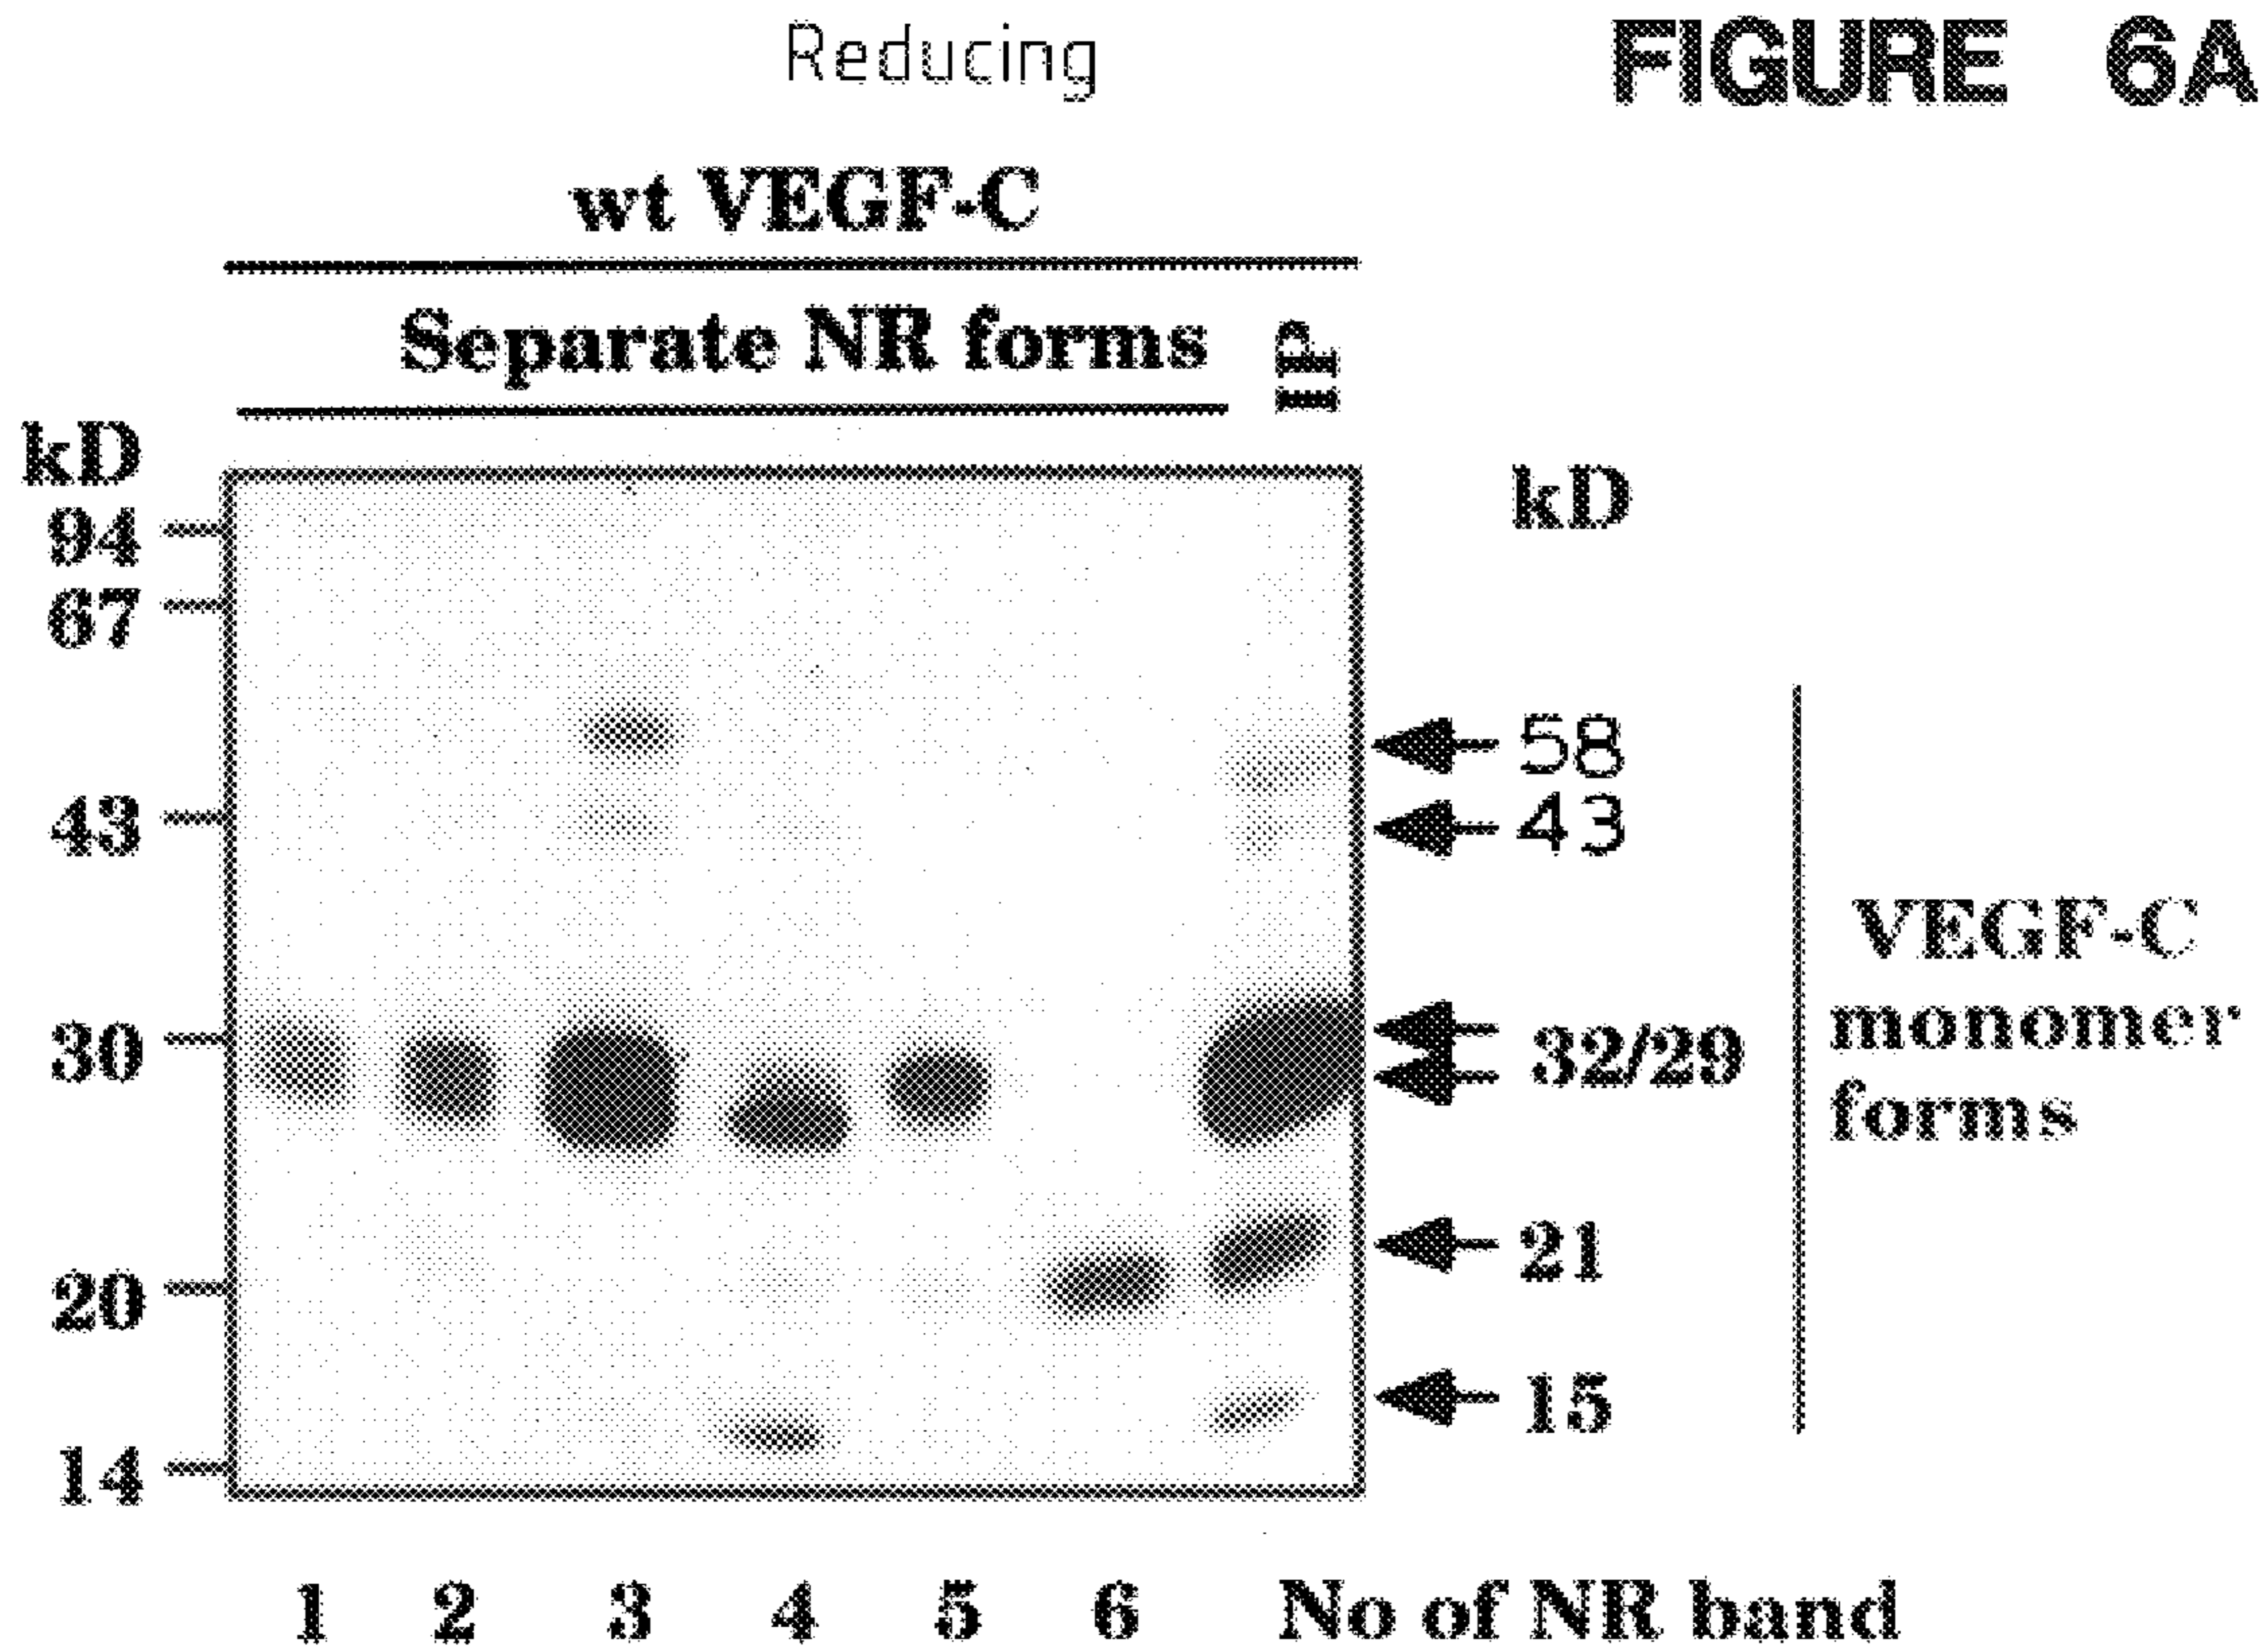 Reducing
FIGURE 6A
wt VEGF-C
Separate NR forms
IP
kD
94
67
43
30
20
14
kD
58
43
32/29
21
15
VEGF-C
monomer
forms
1 2 3 4 5 6 No of NR band